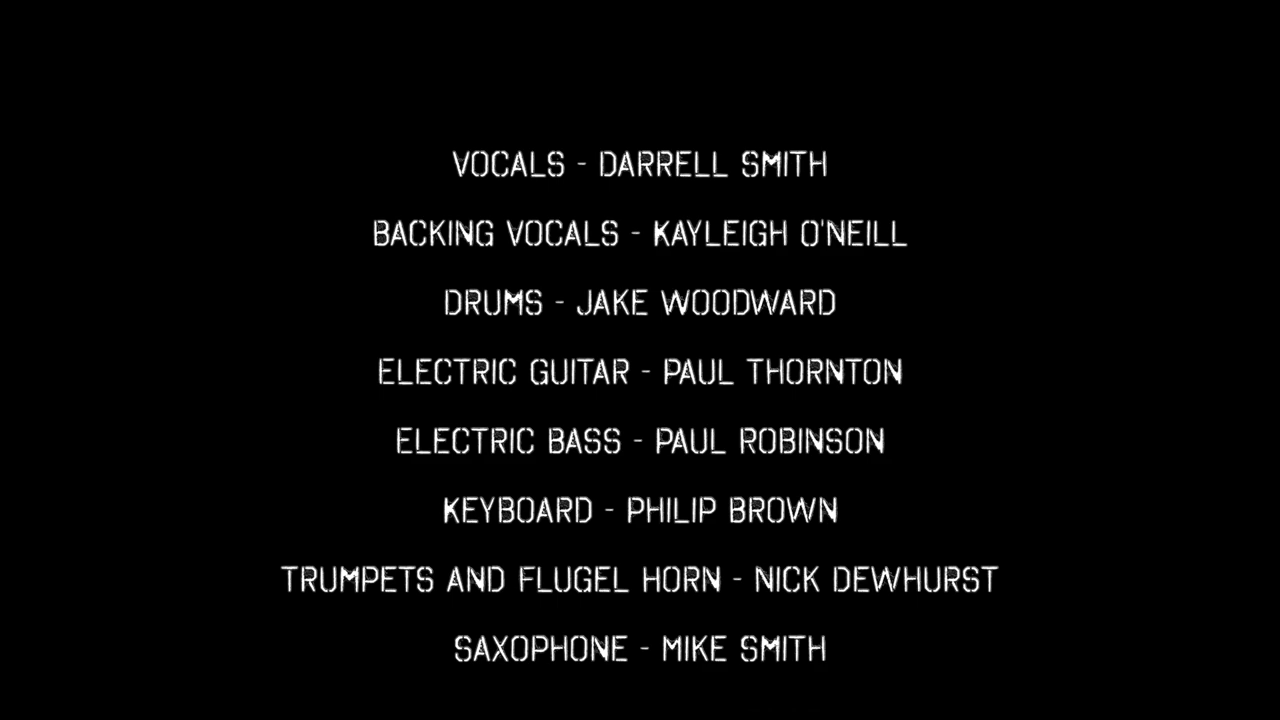 VOCALS - DARRELL SMITH
BACKING VOCALS - KAYLEIGH O'NEILL
DRUMS - JAKE WOODWARD
ELECTRIC GUITAR - PAUL THORNTON
ELECTRIC BASS - PAUL ROBINSON
KEYBOARD - PHILIP BROWN
TRUMPETS AND FLUGEL HORN - NICK DEWHURST
SAXOPHONE - MIKE SMITH